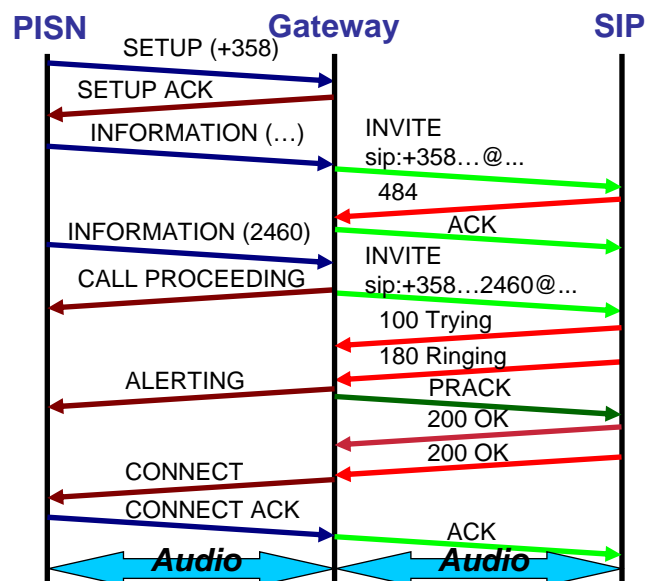 PISN Gateway SIP
SETUP (+358)
SETUP ACK
INFORMATION (…)
INVITE
sip:+358…@...
484
ACK
INFORMATION (2460)
INVITE
CALL PROCEEDING
sip:+358…2460@...
100 Trying
180 Ringing
ALERTING
PRACK
200 OK
200 OK
CONNECT
CONNECT ACK
ACK
Audio Audio